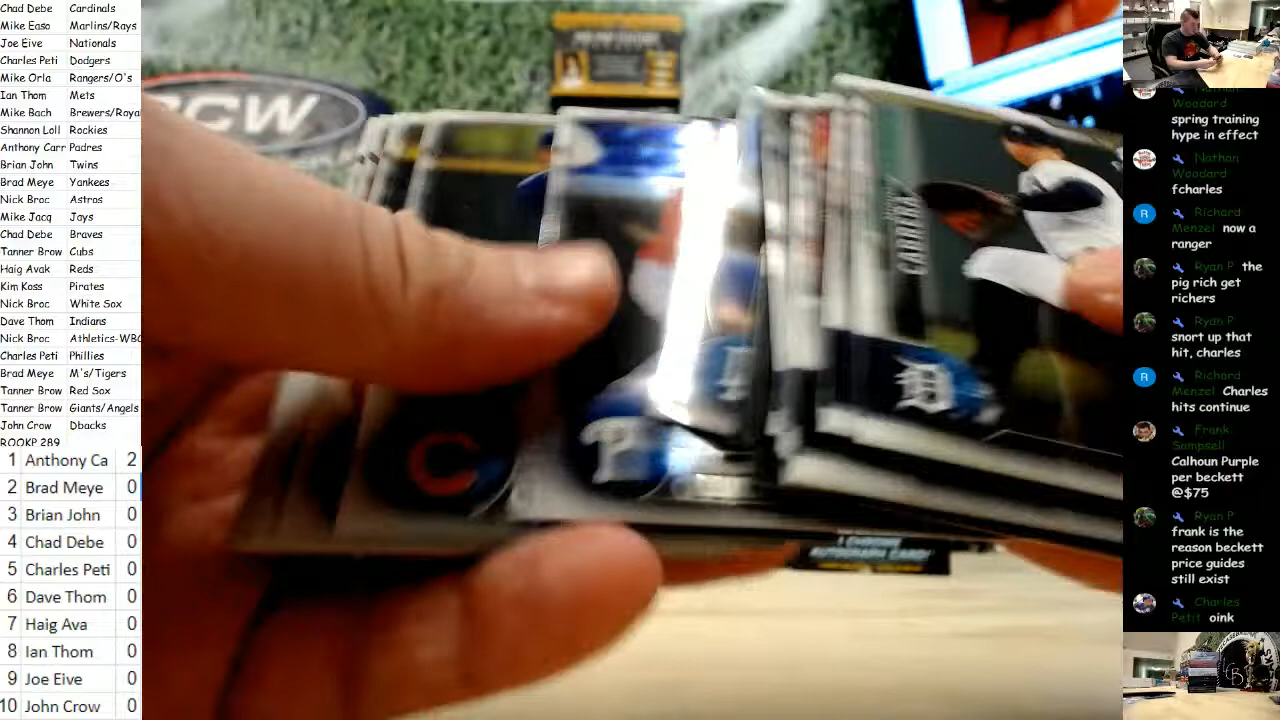 Chad Debe Cardinals
Mike Easo Marlins/Rays
Joe Eive Nationals
Charles Peti Dodgers
Mike Orla Rangers/O's
Ian Thom Mets
Mike Bach Brewers/Roya
Shannon Loll Rockies
Anthony Carr Padres
Brian John Twins
Brad Meye Yankees
Nick Broc Astros
Mike Jacq Jays
Chad Debe Braves
Tanner Brow Cubs
Haig Avak Reds
Kim Koss Pirates
Nick Broc White Sox
Dave Thom Indians
Nick Broc Athletics-WBC
Charles Peti Phillies
Brad Meye M's/Tigers
Tanner Brow Red Sox
Tanner Brow Giants/Angels
John Crow Dbacks
1 Anthony Ca 2
2 Brad Meye 0
3 Brian John 0
4 Chad Debe 0
5 Charles Peti 0
6 Dave Thom 0
7 Haig Ava 0
8 Ian Thom 0
9 Joe Eive 0
10 John Crow 0
CW
CABRERA
D
C
P
AUTOGRAPH CARD!
Nathan
Woodard
spring training
hype in effect
Nathan
Woodard
fcharles
R
Richard
Menzel now a
ranger
Ryan P the
pig rich get
richers
Ryan P
snort up that
hit, charles
R
Richard
Menzel Charles
hits continue
Frank
Sampsell
Calhoun Purple
per beckett
@$75
Ryan P
frank is the
reason beckett
price guides
still exist
Charles
Petit oink